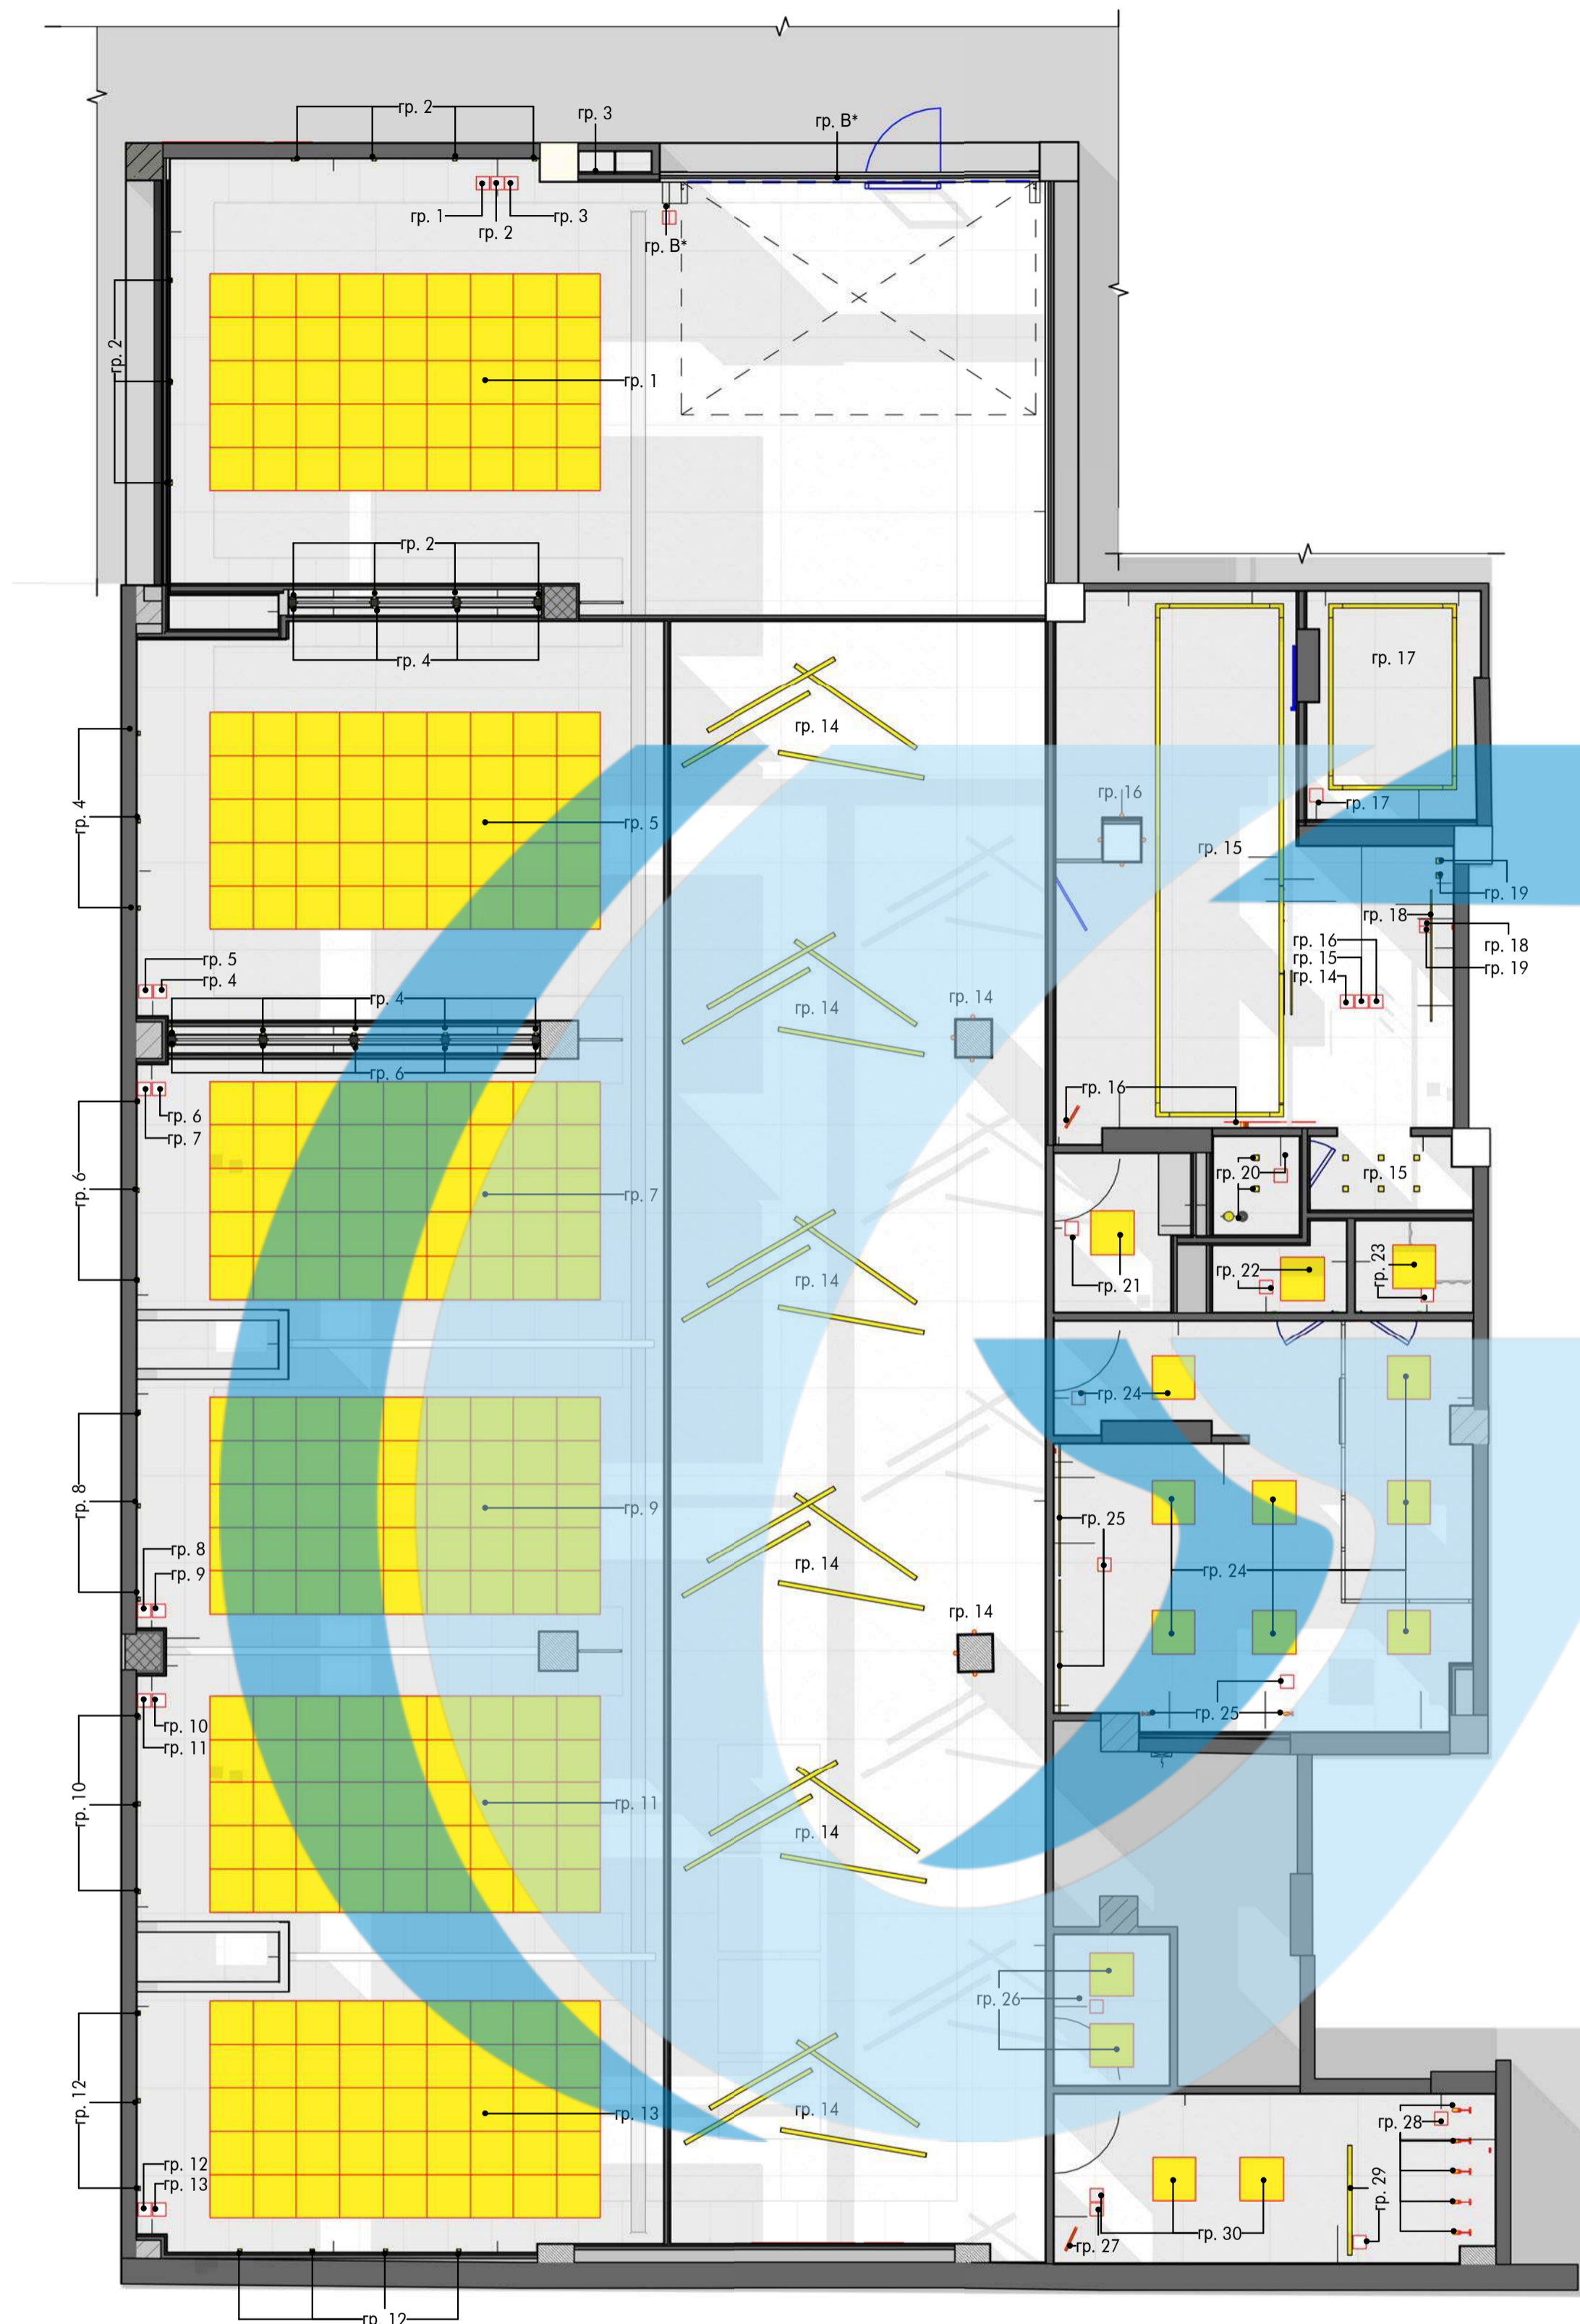 гр. 2
гр. 3
гр. В*
гр. 1
гр. 3
гр. 2
гр. В*
гр. 2
гр. 1
гр. 2
гр. 4
гр. 17
гр. 14
гр. 16
гр. 17
гр. 4
гр. 5
гр. 15
гр. 19
гр. 18
гр. 16
гр. 18
гр. 15
гр. 19
гр. 14
гр. 5
гр. 4
гр. 4
гр. 14
гр. 14
гр. 6
гр. 16
гр. 6
гр. 7
гр. 6
гр. 7
гр. 20
гр. 15
гр. 14
гр. 21
гр. 22
гр. 23
гр. 24
гр. 8
гр. 9
гр. 25
гр. 8
гр. 9
гр. 14
гр. 24
гр. 14
гр. 25
гр. 10
гр. 11
гр. 10
гр. 11
гр. 14
гр. 26
гр. 12
гр. 13
гр. 14
гр. 28
гр. 12
гр. 13
гр. 29
гр. 30
гр. 27
гр. 12